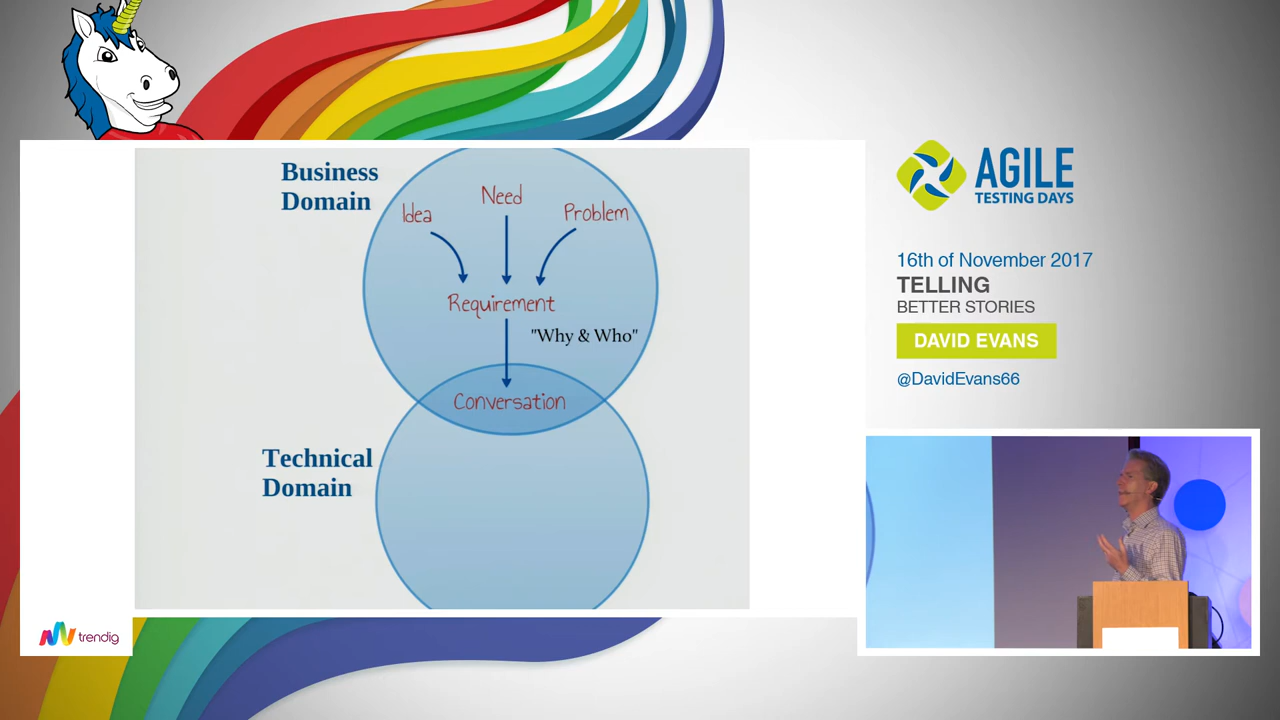 Business
Domain
Idea
Need
Problem
Requirement
"Why & Who"
Conversation
Technical
Domain
trendig
AGILE
TESTING DAYS
16th of November 2017
TELLING
BETTER STORIES
DAVID EVANS
@DavidEvans66